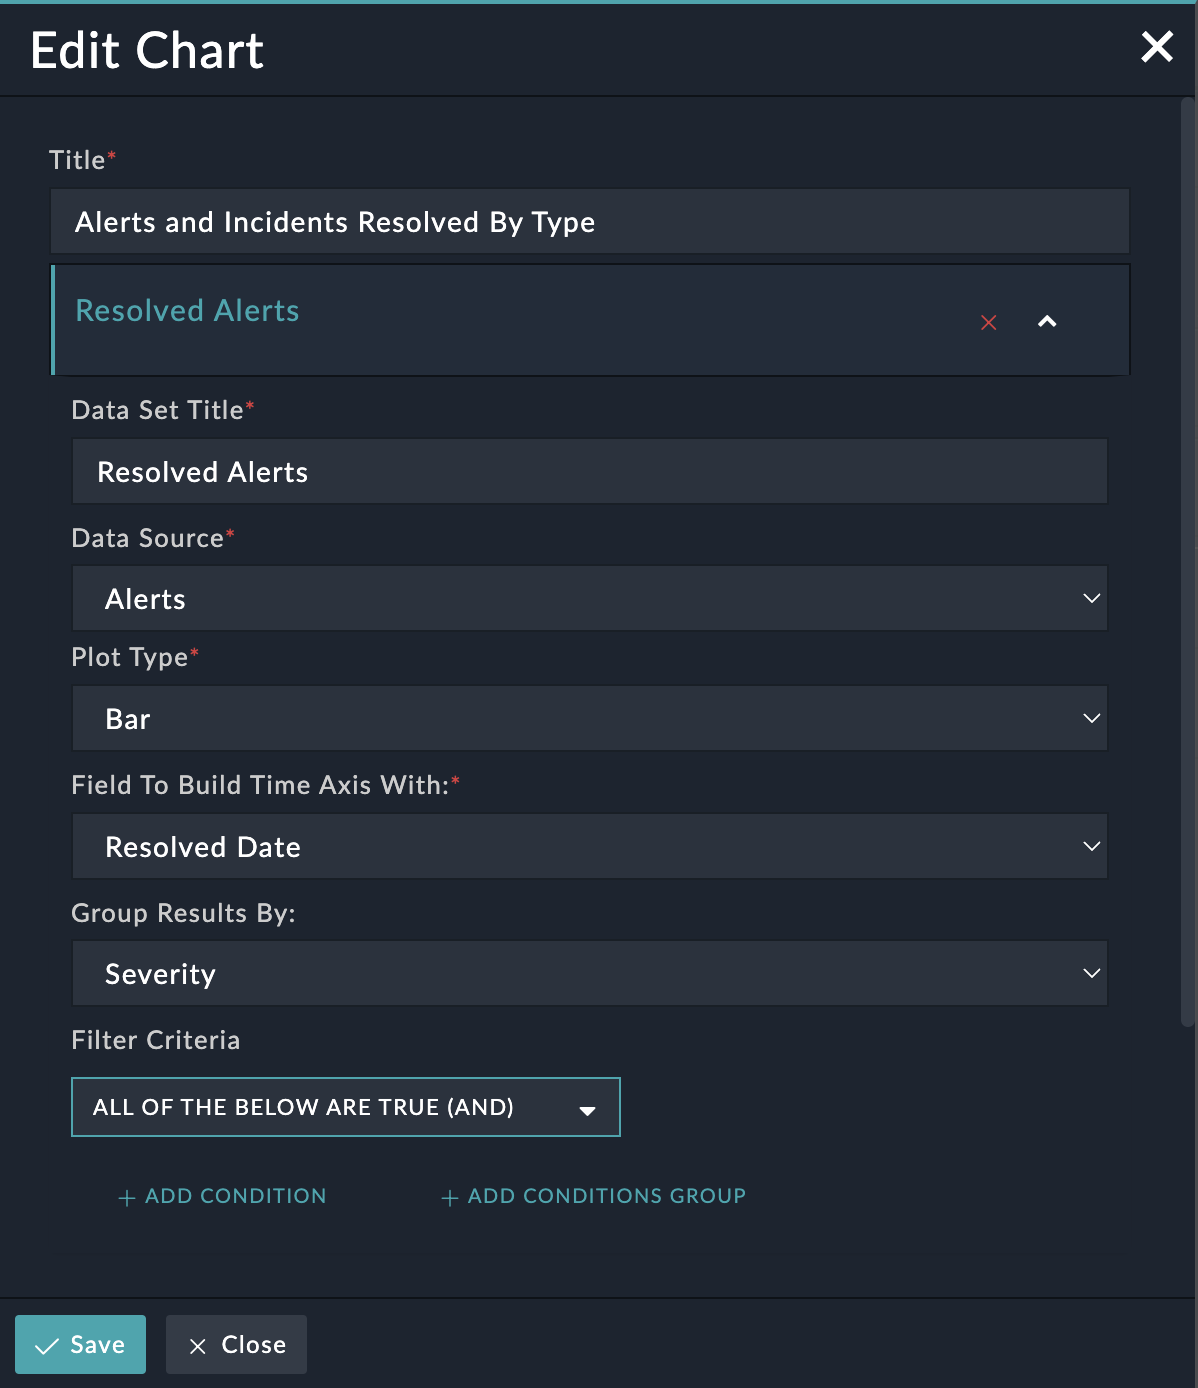 Edit Chart
Title*
Alerts and Incidents Resolved By Type
Resolved Alerts
Data Set Title*
Resolved Alerts
Data Source*
Alerts
Plot Type*
Bar
Field To Build Time Axis With:*
Resolved Date
Group Results By:
Severity
Filter Criteria
ALL OF THE BELOW ARE TRUE (AND)
+ ADD CONDITION + ADD CONDITIONS GROUP
Save Close